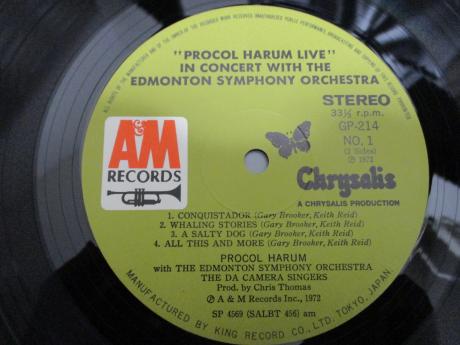 "PROCOL HARUM LIVE"
IN CONCERT WITH THE
EDMONTON SYMPHONY ORCHESTRA
STEREO
33⅓ r.p.m.
GP-214
NO. 1
(2 Sides)
Ⓟ 1972
A&M
RECORDS
Chrysalis
A CHRYSALIS PRODUCTION
1. CONQUISTADOR (Gary Brooker, Keith Reid)
2. WHALING STORIES (Gary Brooker, Keith Reid)
3. A SALTY DOG (Gary Brooker, Keith Reid)
4. ALL THIS AND MORE (Gary Brooker, Keith Reid)
PROCOL HARUM
with THE EDMONTON SYMPHONY ORCHESTRA
THE DA CAMERA SINGERS
Prod. by Chris Thomas
Ⓟ A & M Records Inc., 1972
SP 4569 (SALBT 456) am
MANUFACTURED BY KING RECORD CO., LTD. TOKYO, JAPAN.